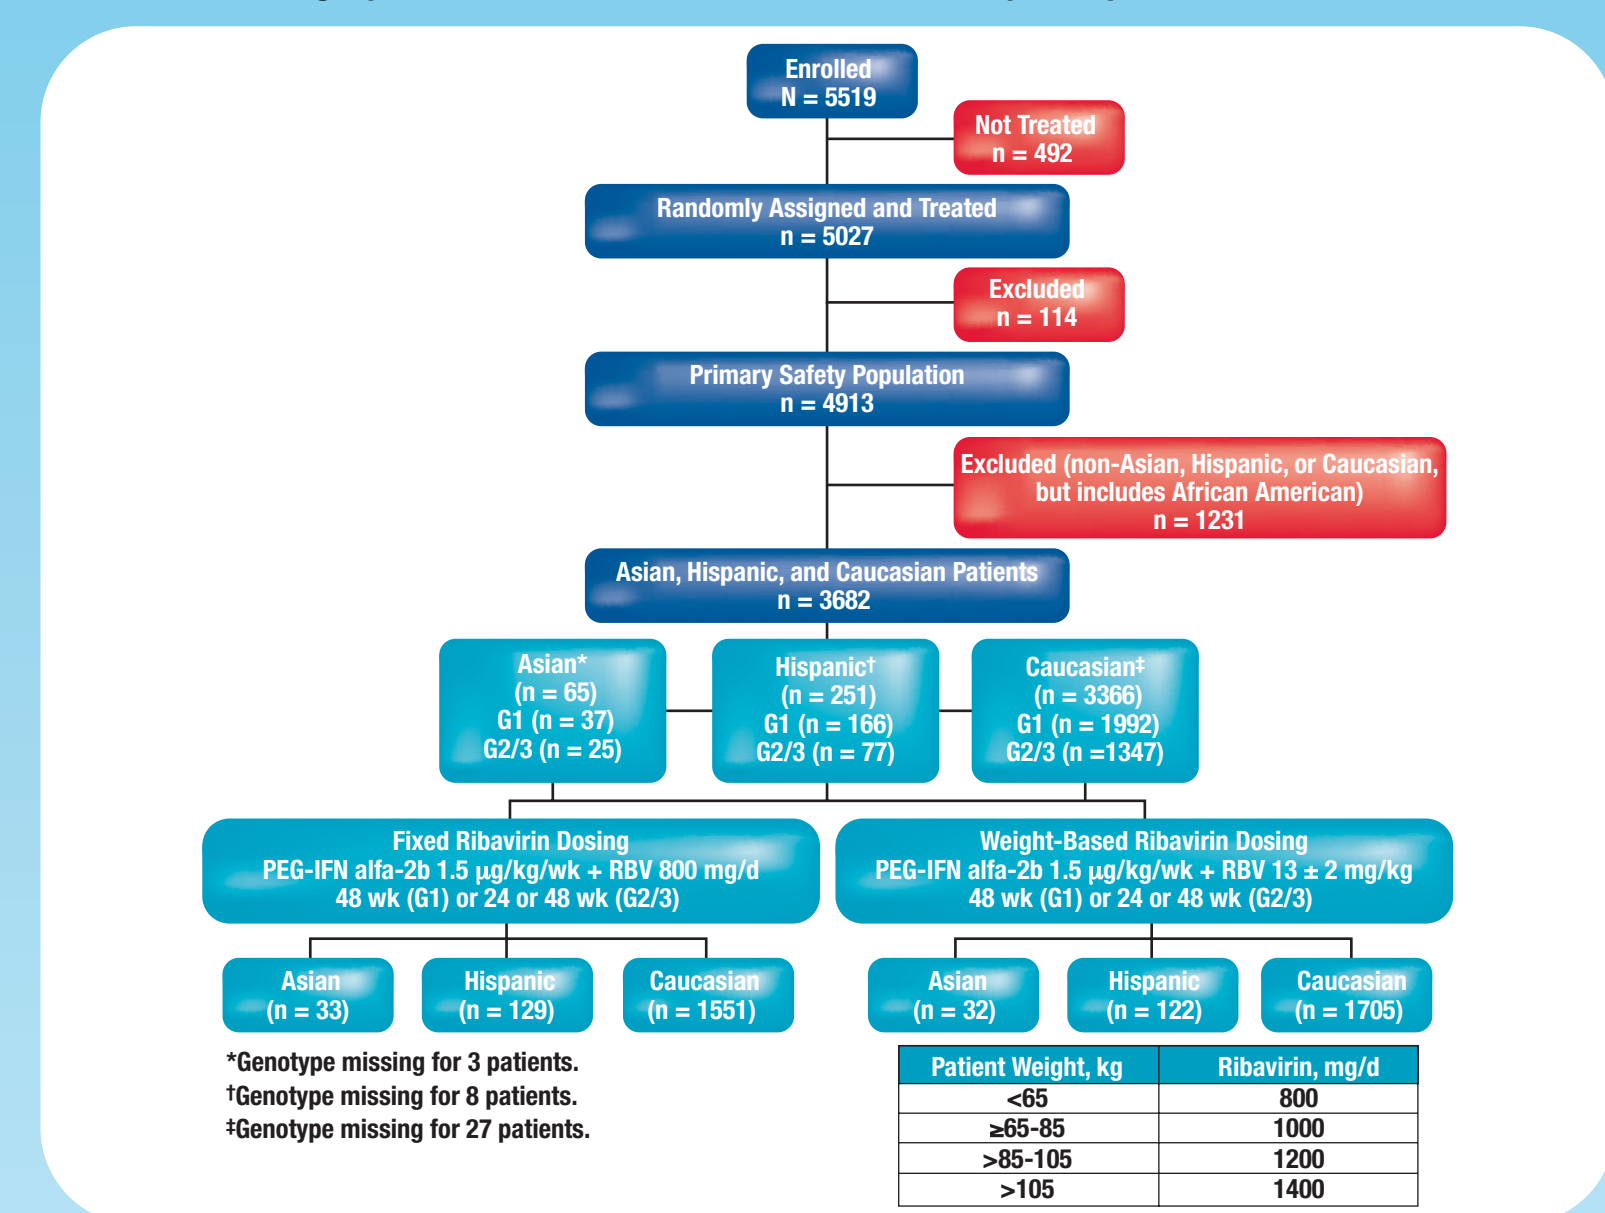 Enrolled
N = 5519
Not Treated
n = 492
Randomly Assigned and Treated
n = 5027
Excluded
n = 114
Primary Safety Population
n = 4913
Excluded (non-Asian, Hispanic, or Caucasian,
but includes African American)
n = 1231
Asian, Hispanic, and Caucasian Patients
n = 3682
Asian*
(n = 65)
G1 (n = 37)
G2/3 (n = 25)
Hispanic†
(n = 251)
G1 (n = 166)
G2/3 (n = 77)
Caucasian‡
(n = 3366)
G1 (n = 1992)
G2/3 (n =1347)
Fixed Ribavirin Dosing
PEG-IFN alfa-2b 1.5 µg/kg/wk + RBV 800 mg/d
48 wk (G1) or 24 or 48 wk (G2/3)
Weight-Based Ribavirin Dosing
PEG-IFN alfa-2b 1.5 µg/kg/wk + RBV 13 ± 2 mg/kg
48 wk (G1) or 24 or 48 wk (G2/3)
Asian
(n = 33)
Hispanic
(n = 129)
Caucasian
(n = 1551)
Asian
(n = 32)
Hispanic
(n = 122)
Caucasian
(n = 1705)
*Genotype missing for 3 patients.
†Genotype missing for 8 patients.
‡Genotype missing for 27 patients.
Patient Weight, kg Ribavirin, mg/d
<65 800
≥65-85 1000
>85-105 1200
>105 1400